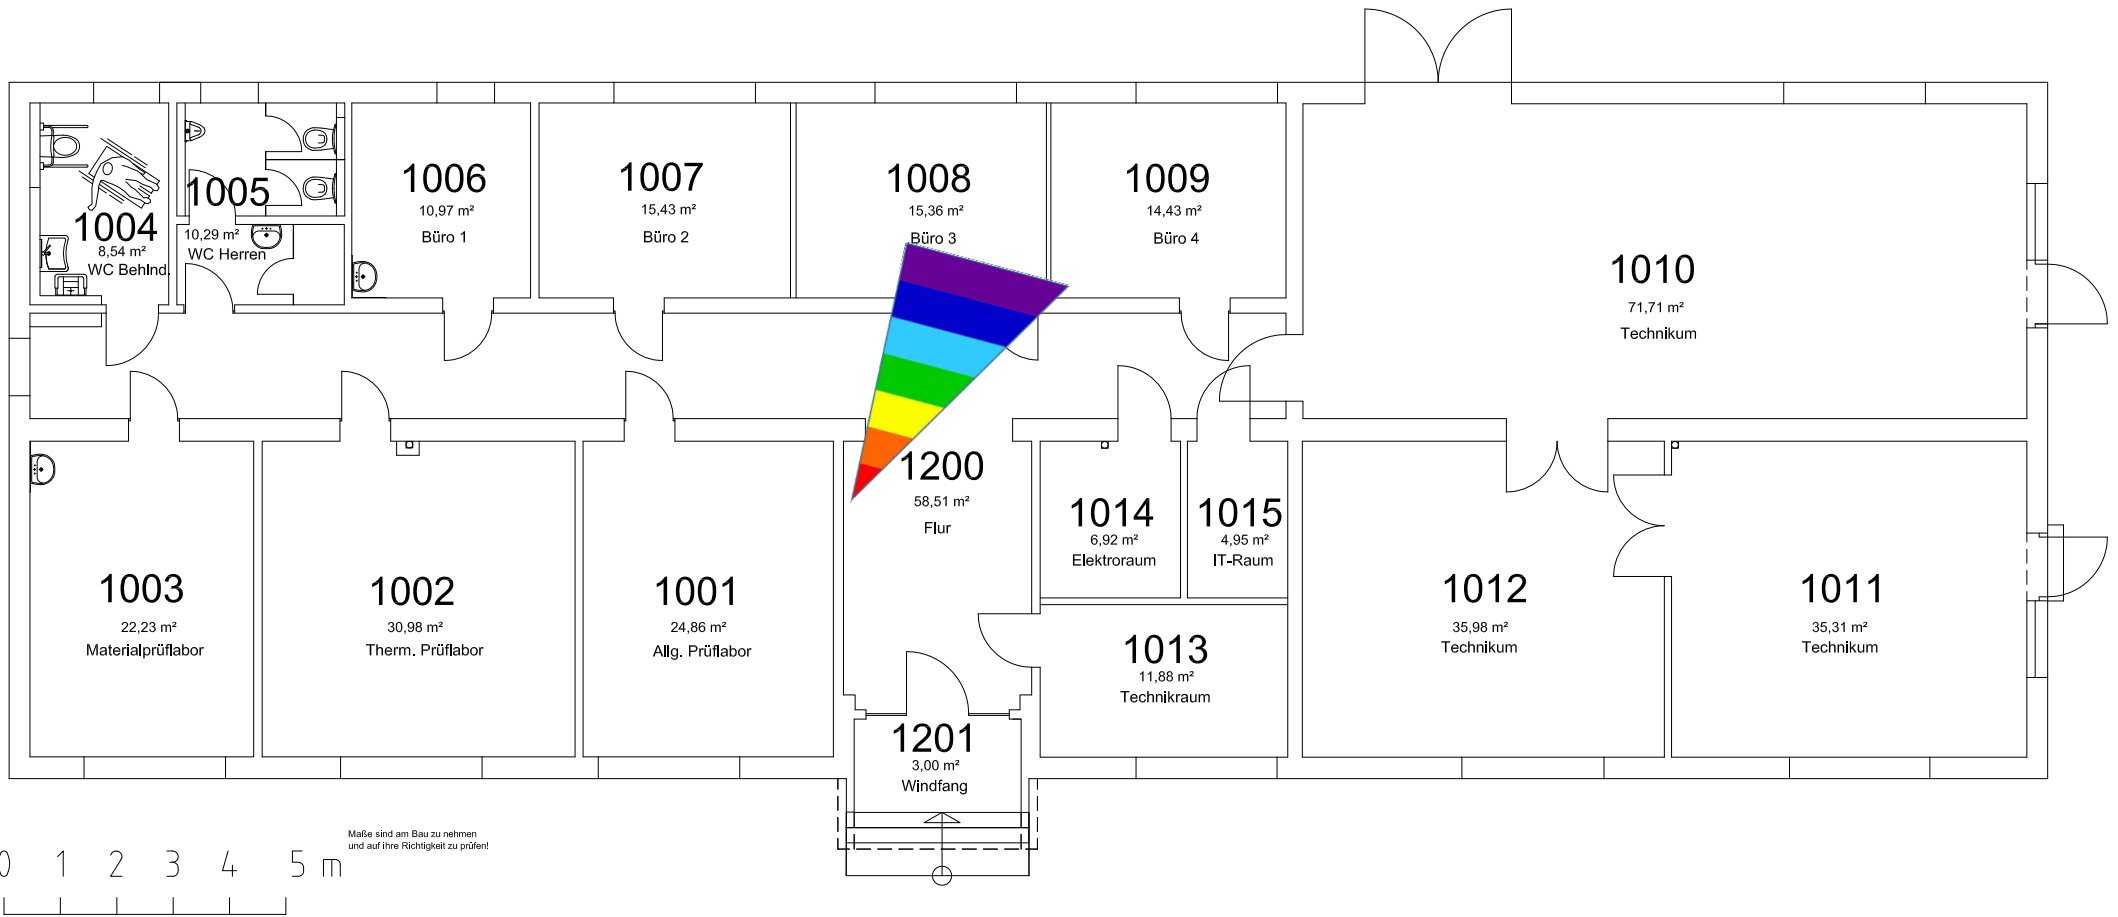 1004
8,54 m²
WC Behind.
1005
10,29 m²
WC Herren
1006
10,97 m²
Büro 1
1007
15,43 m²
Büro 2
1008
15,36 m²
Büro 3
1009
14,43 m²
Büro 4
1010
71,71 m²
Technikum
1003
22,23 m²
Materialprüflabor
1002
30,98 m²
Therm. Prüflabor
1001
24,86 m²
Allg. Prüflabor
1200
58,51 m²
Flur
1014
6,92 m²
Elektroraum
1015
4,95 m²
IT-Raum
1013
11,88 m²
Technikraum
1012
35,98 m²
Technikum
1011
35,31 m²
Technikum
1201
3,00 m²
Windfang
Maße sind am Bau zu nehmen
und auf ihre Richtigkeit zu prüfen!
0 1 2 3 4 5 m